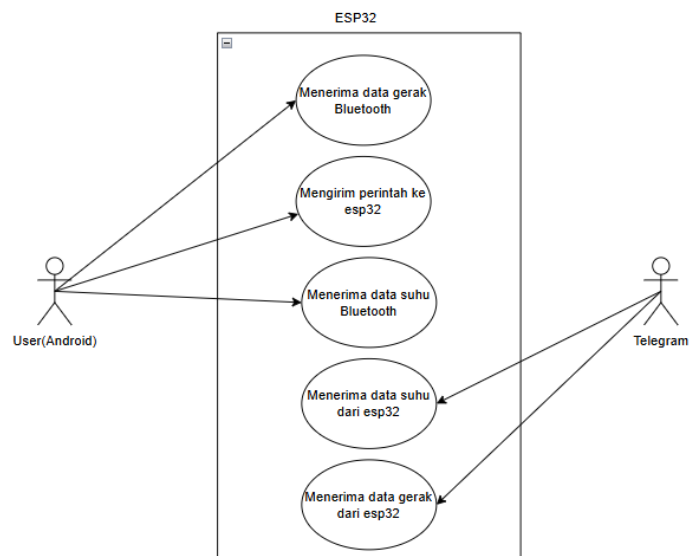 ESP32
Menerima data gerak
Bluetooth
Mengirim perintah ke
esp32
Menerima data suhu
Bluetooth
User(Android)
Telegram
Menerima data suhu
dari esp32
Menerima data gerak
dari esp32